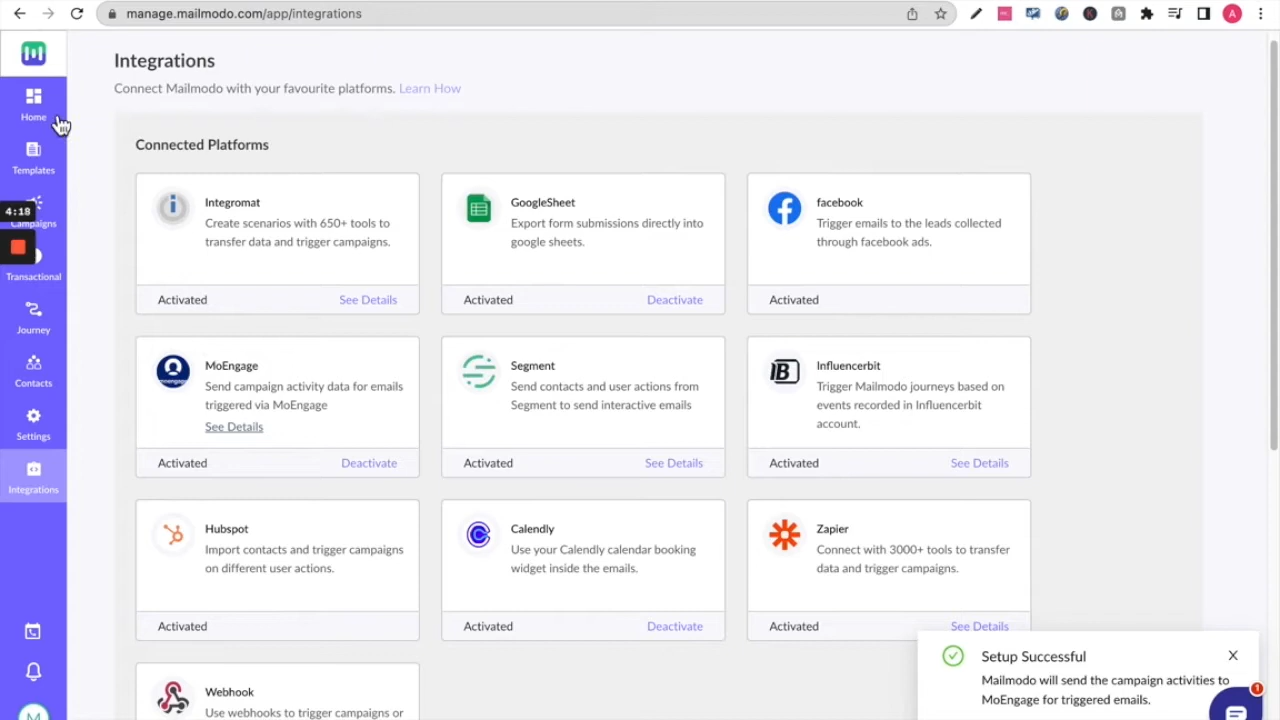 manage.mailmodo.com/app/integrations
A
Integrations
Connect Mailmodo with your favourite platforms. Learn How
Home
Templates
4:18
Campaigns
Transactional
Journey
Contacts
Settings
Integrations
M
Connected Platforms
Integromat
Create scenarios with 650+ tools to
transfer data and trigger campaigns.
Activated See Details
GoogleSheet
Export form submissions directly into
google sheets.
Activated Deactivate
facebook
Trigger emails to the leads collected
through facebook ads.
Activated
MoEngage
Send campaign activity data for emails
triggered via MoEngage
See Details
Activated Deactivate
Segment
Send contacts and user actions from
Segment to send interactive emails
Activated See Details
Influencerbit
Trigger Mailmodo journeys based on
events recorded in Influencerbit
account.
Activated See Details
Hubspot
Import contacts and trigger campaigns
on different user actions.
Activated
Calendly
Use your Calendly calendar booking
widget inside the emails.
Activated Deactivate
Zapier
Connect with 3000+ tools to transfer
data and trigger campaigns.
Activated See Details
Webhook
Use webhooks to trigger campaigns or
Setup Successful X
Mailmodo will send the campaign activities to
MoEngage for triggered emails.
1